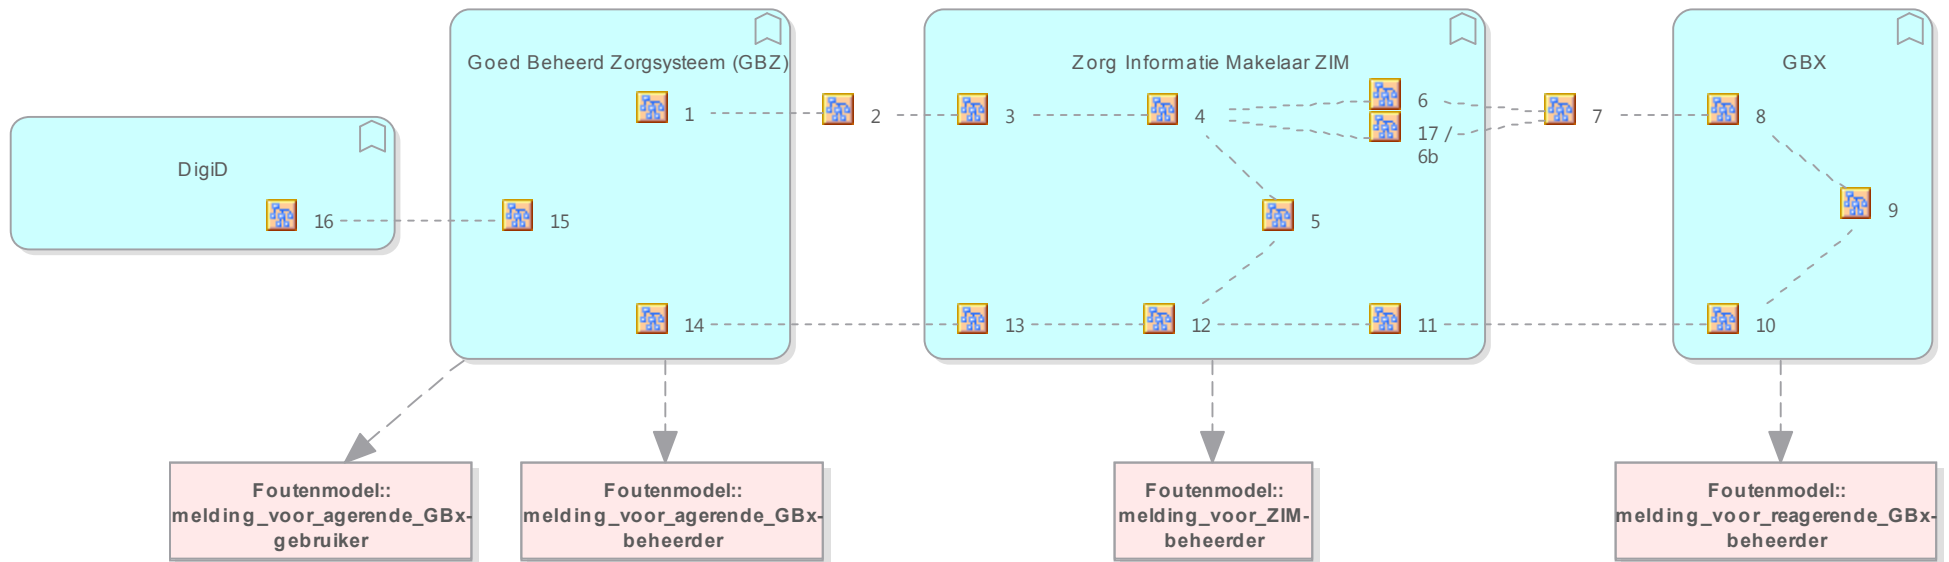 Goed Beheerd Zorgsysteem (GBZ)
Zorg Informatie Makelaar ZIM
GBX
1
2
3
4
6
7
8
17 /
6b
DigiD
16
15
5
9
14
13
12
11
10
Foutenmodel::
melding_voor_agerende_GBx-
gebruiker
Foutenmodel::
melding_voor_agerende_GBx-
beheerder
Foutenmodel::
melding_voor_ZIM-
beheerder
Foutenmodel::
melding_voor_reagerende_GBx-
beheerder